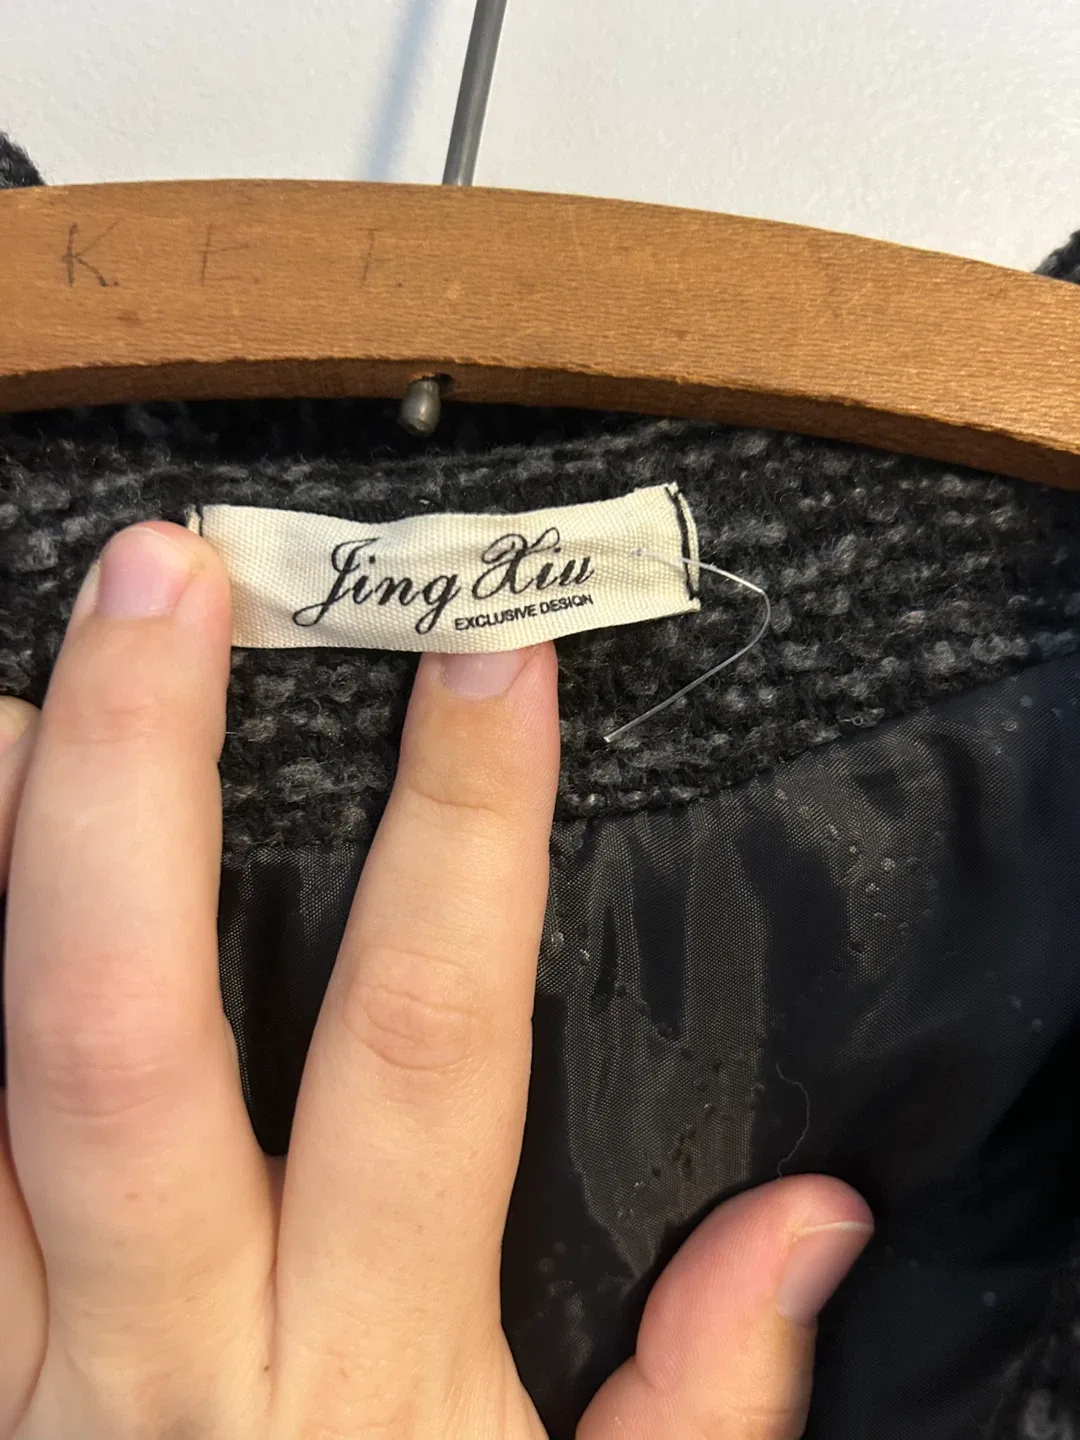 K. E. F.
Jing Xiu
EXCLUSIVE DESIGN